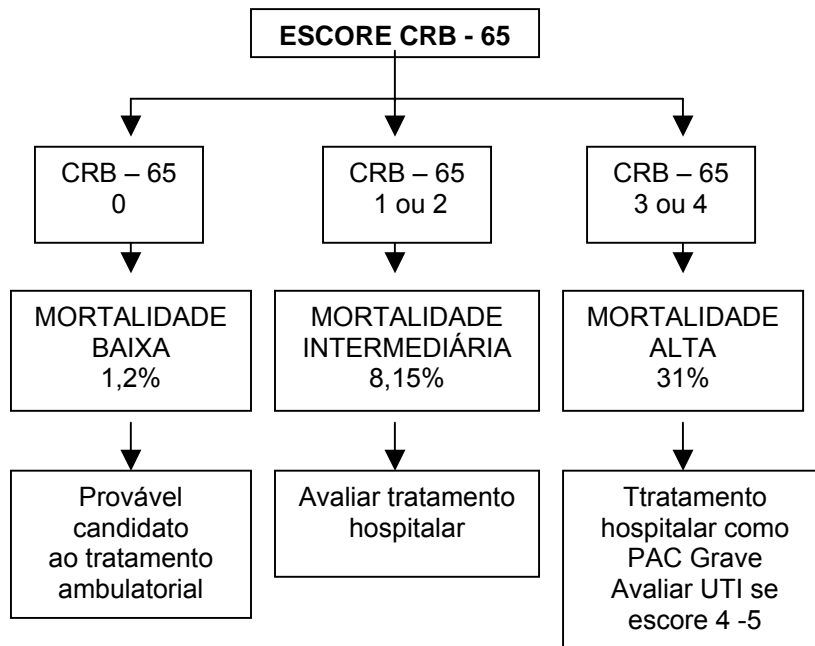 ESCORE CRB - 65
CRB – 65
0
CRB – 65
1 ou 2
CRB – 65
3 ou 4
MORTALIDADE
BAIXA
1,2%
MORTALIDADE
INTERMEDIÁRIA
8,15%
MORTALIDADE
ALTA
31%
Provável
candidato
ao tratamento
ambulatorial
Avaliar tratamento
hospitalar
Ttratamento
hospitalar como
PAC Grave
Avaliar UTI se
escore 4 -5